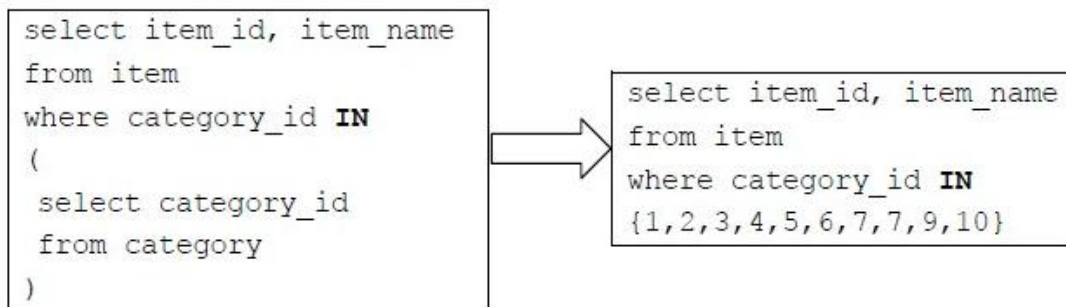 select item_id, item_name
from item
where category_id IN
(
select category_id
from category
)
select item_id, item_name
from item
where category_id IN
{1,2,3,4,5,6,7,7,9,10}